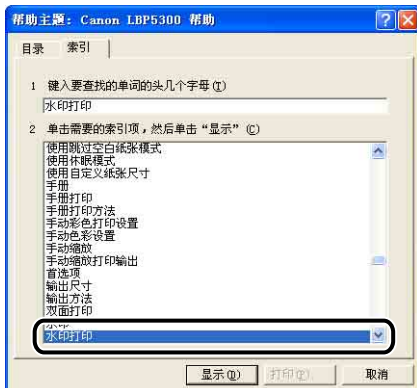 帮助主题: Canon LBP5300 帮助
目录 索引
1 键入要查找的单词的头几个字母(T)
水印打印
2 单击需要的索引项，然后单击“显示”(C)
使用跳过空白纸张模式
使用休眠模式
使用自定义纸张尺寸
手册
手册打印
手册打印方法
手动彩色打印设置
手动色彩设置
手动缩放
手动缩放打印输出
首选项
输出尺寸
输出方法
双面打印
水印
水印打印
显示(D) 打印(P) 取消